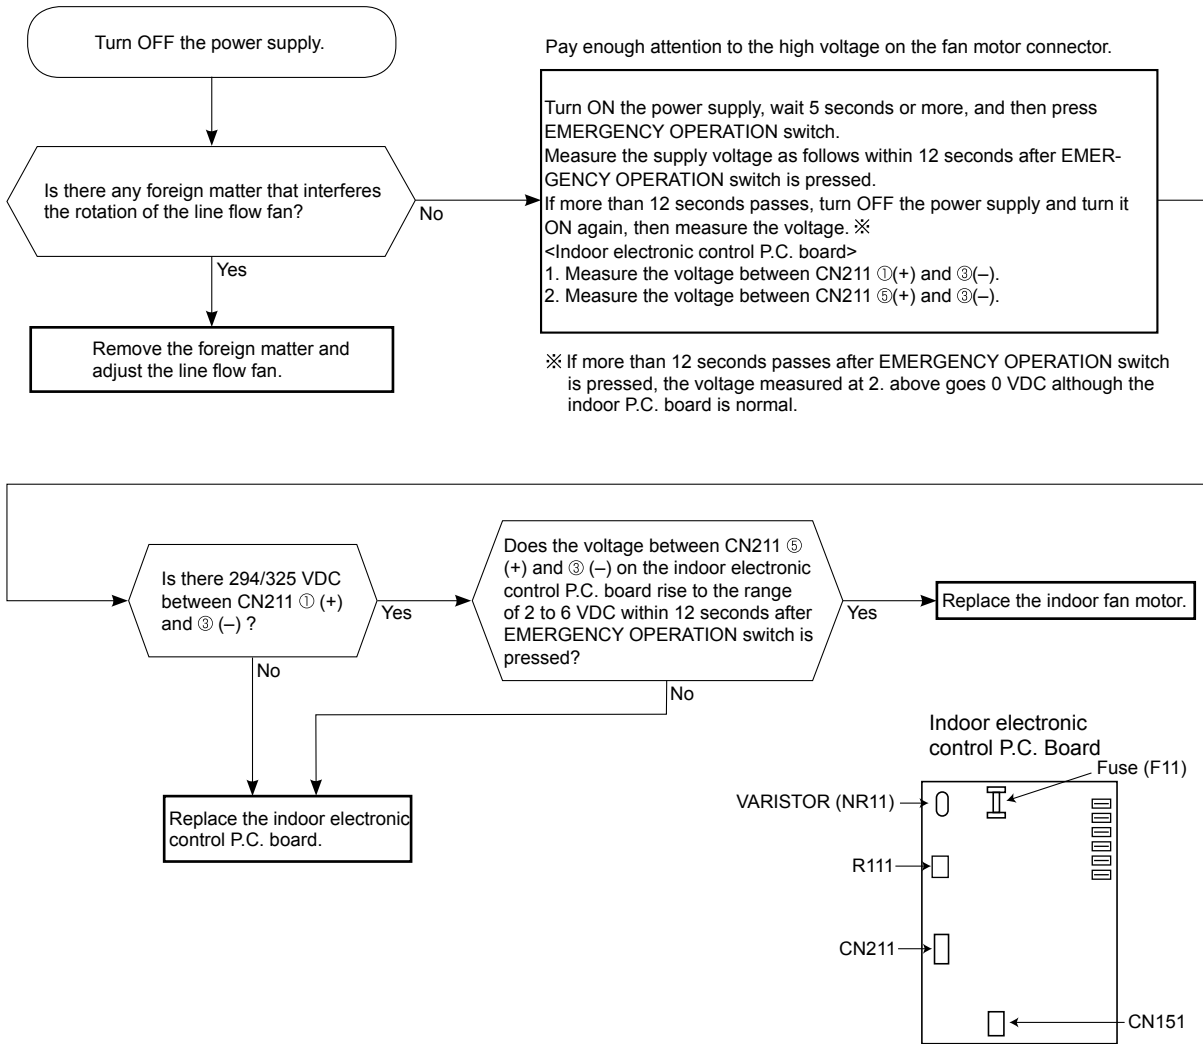 Turn OFF the power supply.
Is there any foreign matter that interferes
the rotation of the line flow fan?
No
Yes
Remove the foreign matter and
adjust the line flow fan.
Pay enough attention to the high voltage on the fan motor connector.
Turn ON the power supply, wait 5 seconds or more, and then press
EMERGENCY OPERATION switch.
Measure the supply voltage as follows within 12 seconds after EMER-
GENCY OPERATION switch is pressed.
If more than 12 seconds passes, turn OFF the power supply and turn it
ON again, then measure the voltage. ※
<Indoor electronic control P.C. board>
1. Measure the voltage between CN211 ①(+) and ③(–).
2. Measure the voltage between CN211 ⑤(+) and ③(–).
※ If more than 12 seconds passes after EMERGENCY OPERATION switch
is pressed, the voltage measured at 2. above goes 0 VDC although the
indoor P.C. board is normal.
Is there 294/325 VDC
between CN211 ① (+)
and ③ (–) ?
Yes
No
Does the voltage between CN211 ⑤
(+) and ③ (–) on the indoor electronic
control P.C. board rise to the range
of 2 to 6 VDC within 12 seconds after
EMERGENCY OPERATION switch is
pressed?
Yes
No
Replace the indoor fan motor.
Replace the indoor electronic
control P.C. board.
Indoor electronic
control P.C. Board
Fuse (F11)
VARISTOR (NR11)
R111
CN211
CN151